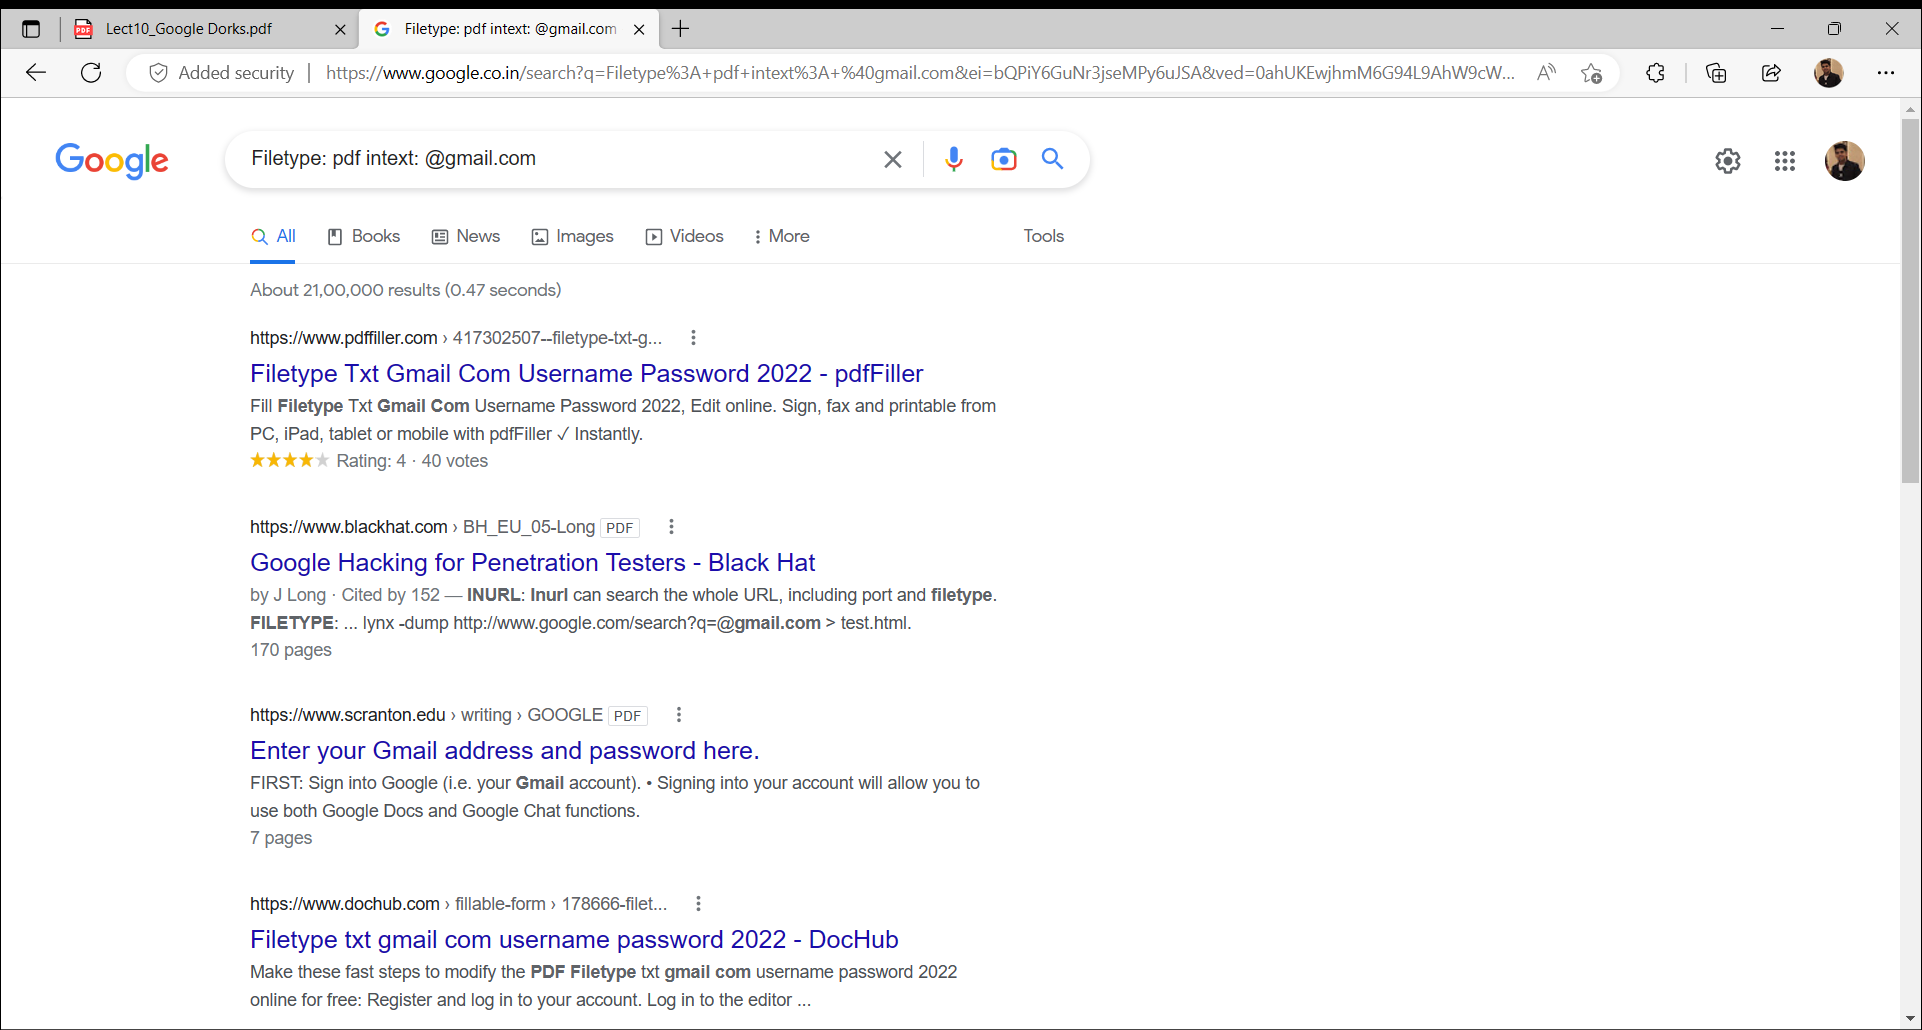 Lect10_Google Dorks.pdf
Filetype: pdf intext: @gmail.com
Added security
https://www.google.co.in/search?q=Filetype%3A+pdf+intext%3A+%40gmail.com&ei=bQPiY6GuNr3jseMPy6uJSA&ved=0ahUKEwjhmM6G94L9AhW9cW...
Google
Filetype: pdf intext: @gmail.com
All
Books
News
Images
Videos
More
Tools
About 21,00,000 results (0.47 seconds)
https://www.pdffiller.com › 417302507--filetype-txt-g...
Filetype Txt Gmail Com Username Password 2022 - pdfFiller
Fill Filetype Txt Gmail Com Username Password 2022, Edit online. Sign, fax and printable from
PC, iPad, tablet or mobile with pdfFiller ✓ Instantly.
Rating: 4 · 40 votes
https://www.blackhat.com › BH_EU_05-Long PDF
Google Hacking for Penetration Testers - Black Hat
by J Long · Cited by 152 — INURL: Inurl can search the whole URL, including port and filetype.
FILETYPE: ... lynx -dump http://www.google.com/search?q=@gmail.com > test.html.
170 pages
https://www.scranton.edu › writing › GOOGLE PDF
Enter your Gmail address and password here.
FIRST: Sign into Google (i.e. your Gmail account). • Signing into your account will allow you to
use both Google Docs and Google Chat functions.
7 pages
https://www.dochub.com › fillable-form › 178666-filet...
Filetype txt gmail com username password 2022 - DocHub
Make these fast steps to modify the PDF Filetype txt gmail com username password 2022
online for free: Register and log in to your account. Log in to the editor ...